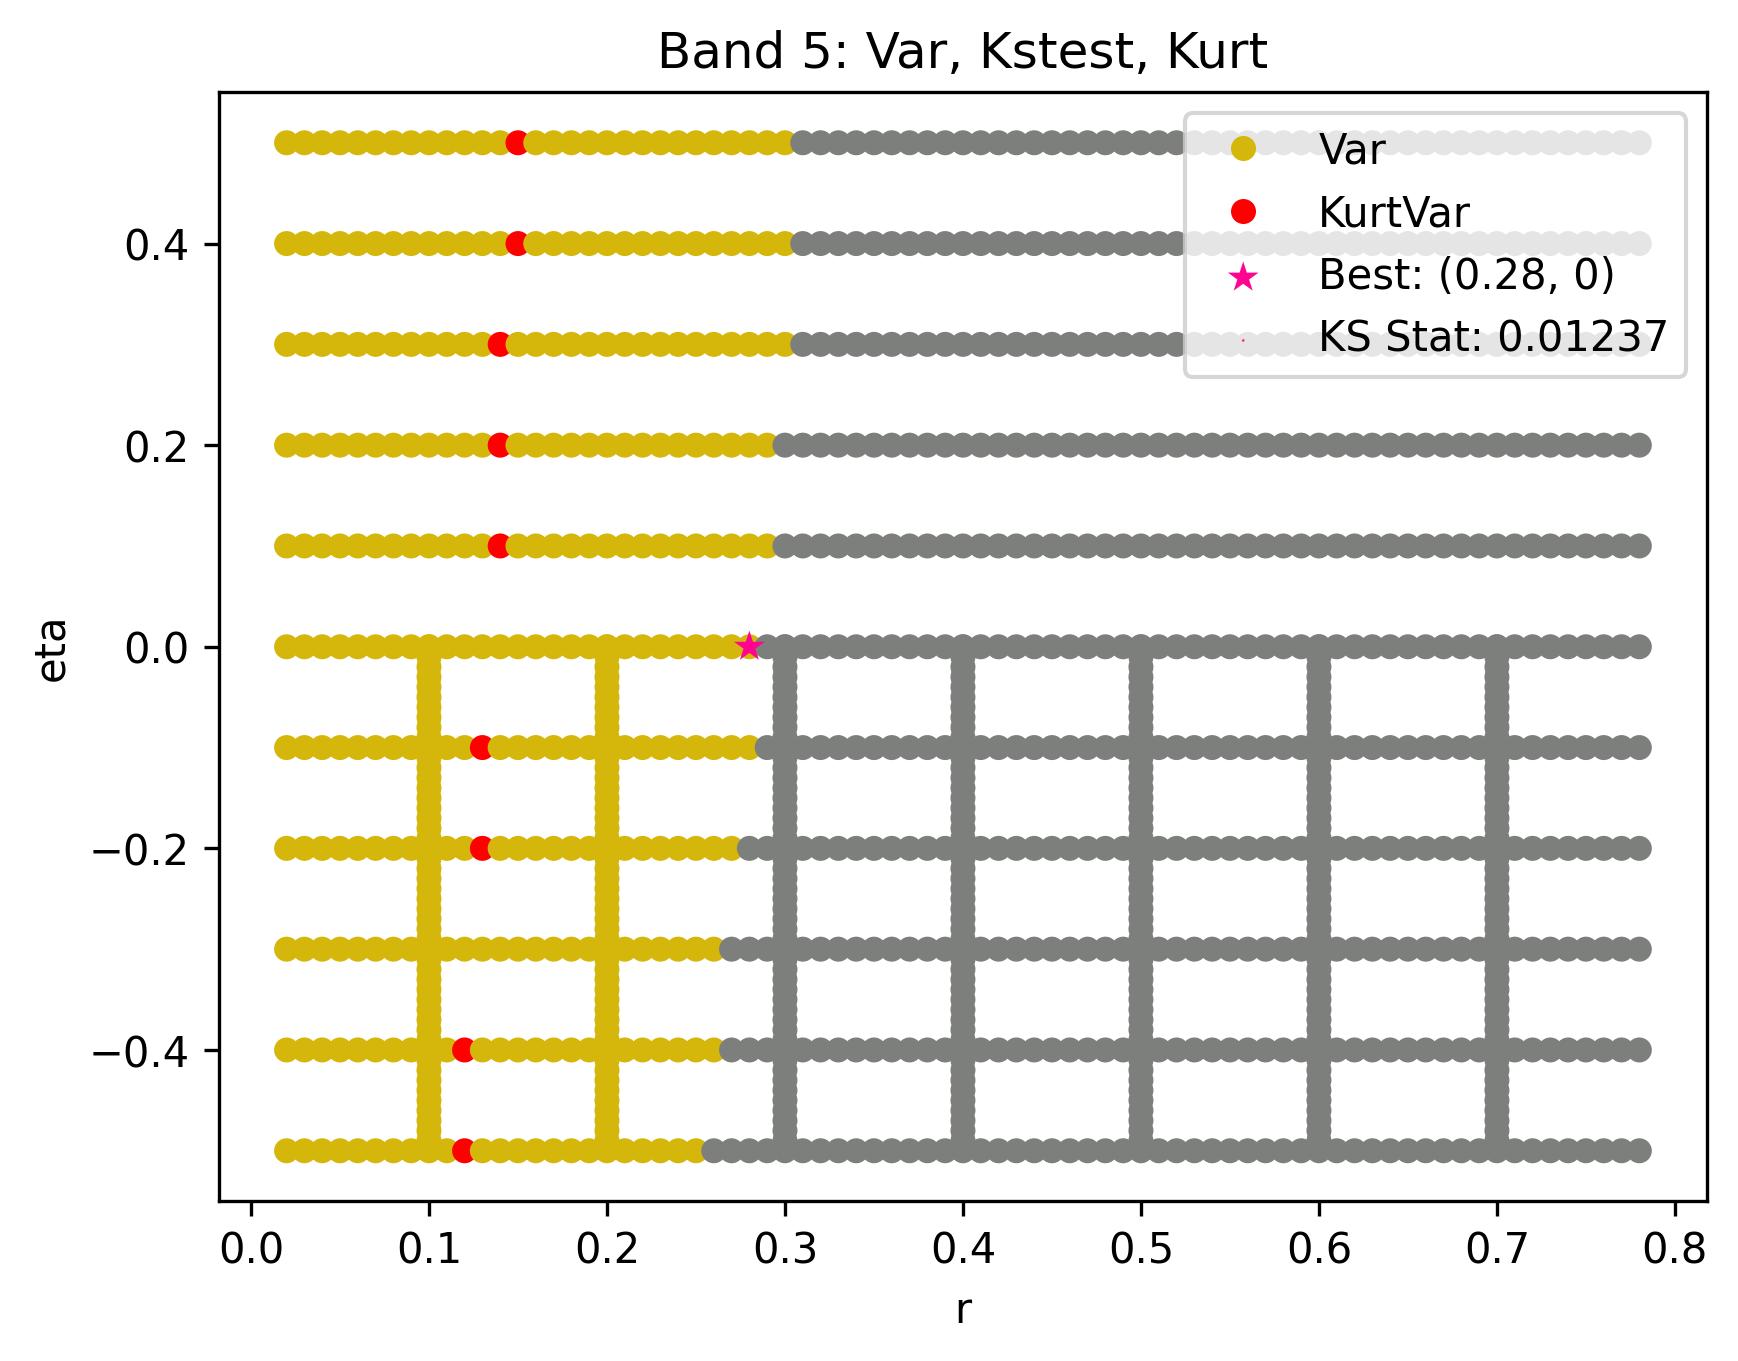 Band 5: Var, Kstest, Kurt
Var
KurtVar
Best: (0.28, 0)
KS Stat: 0.01237
eta
0.4
0.2
0.0
−0.2
−0.4
0.0 0.1 0.2 0.3 0.4 0.5 0.6 0.7 0.8
r